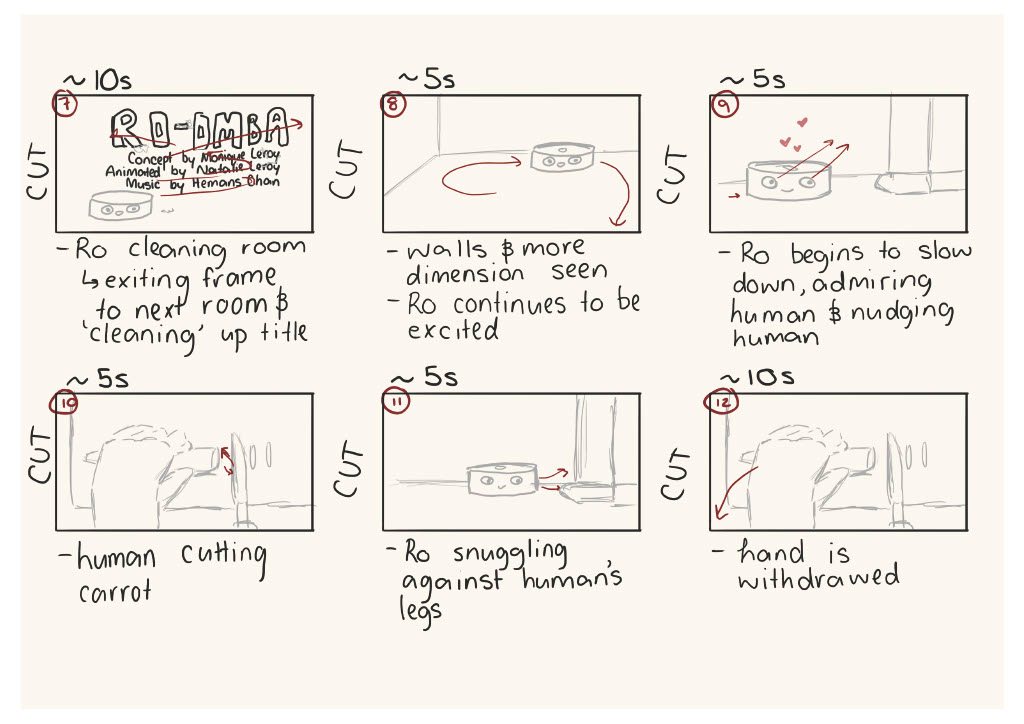 ~ 10s
7
CUT
RO-OMBA
Concept by Monique Leroy
Animated by Natalie Leroy
Music by Hemans Khan
- Ro cleaning room
↳ exiting frame
to next room &
'cleaning' up title
~ 5s
8
CUT
- walls & more
dimension seen
- Ro continues to be
excited
~ 5s
9
CUT
- Ro begins to slow
down, admiring
human & nudging
human
~ 5s
10
CUT
- human cutting
carrot
~ 5s
11
CUT
- Ro snuggling
against human's
legs
~ 10s
12
CUT
- hand is
withdrawed